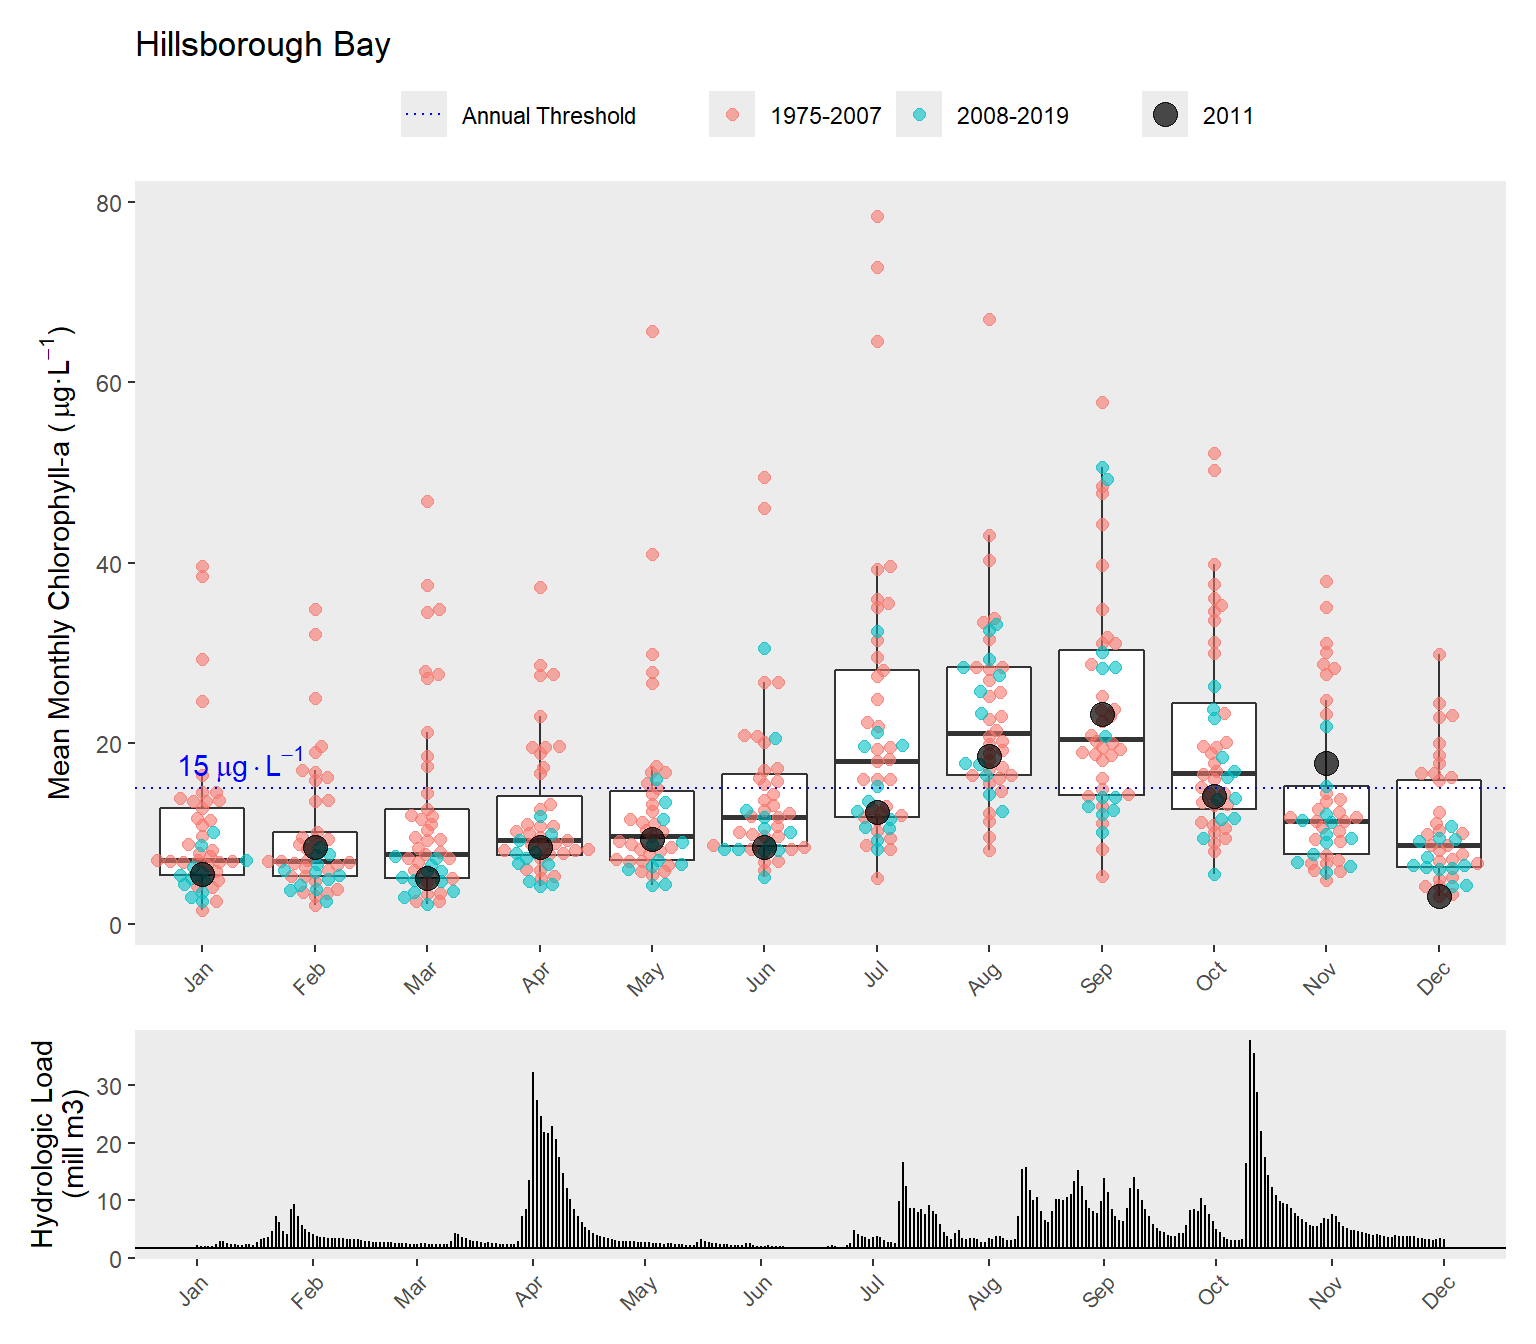 Hillsborough Bay
Annual Threshold 1975-2007 2008-2019 2011
Mean Monthly Chlorophyll-a ( μg·L⁻¹)
80
60
40
20
0
15 μg·L⁻¹
Jan Feb Mar Apr May Jun Jul Aug Sep Oct Nov Dec
Hydrologic Load
(mill m3)
30
20
10
0
Jan Feb Mar Apr May Jun Jul Aug Sep Oct Nov Dec